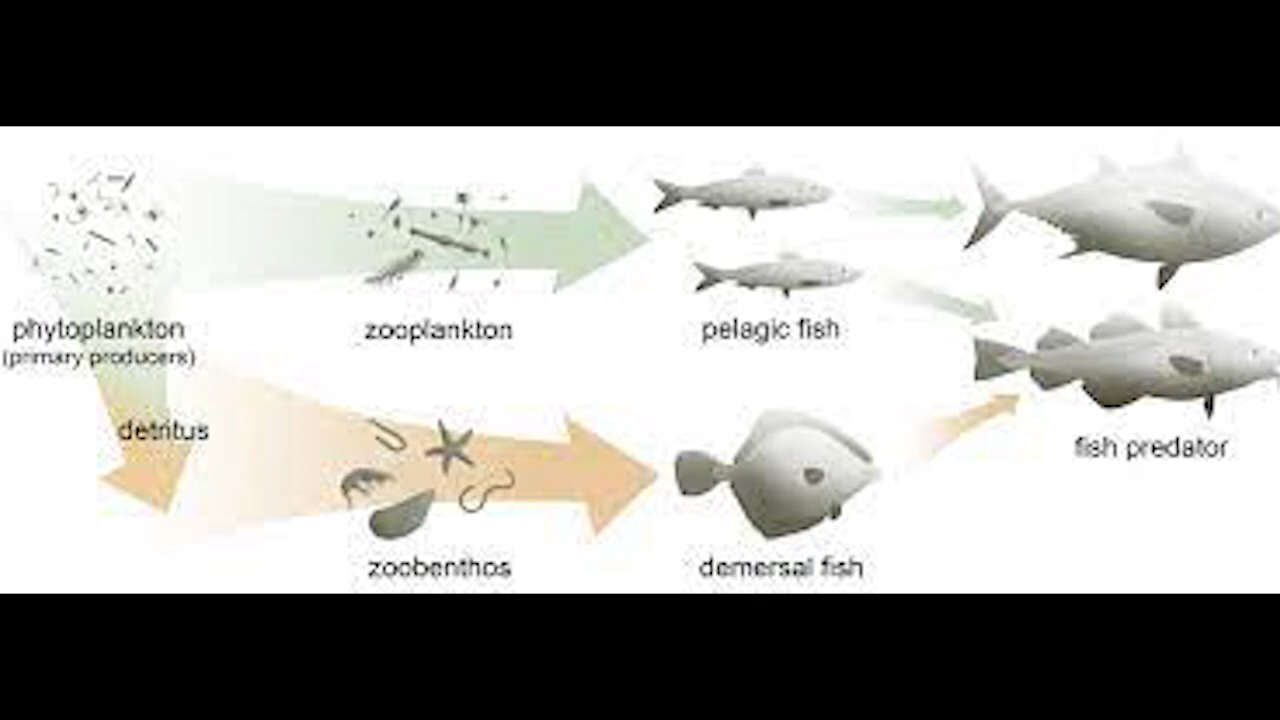 phytoplankton
(primary producers)
zooplankton
pelagic fish
detritus
fish predator
zoobenthos
demersal fish